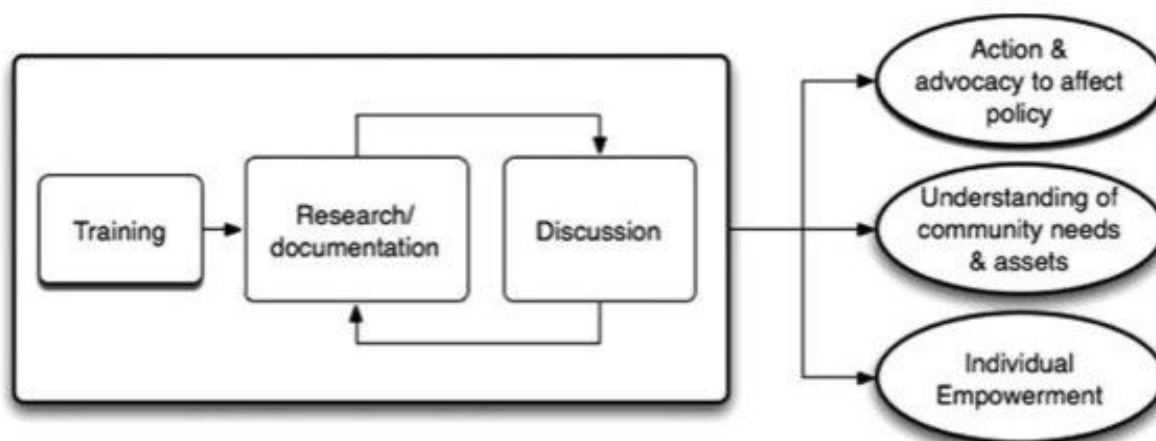 Training
Research/
documentation
Discussion
Action &
advocacy to affect
policy
Understanding of
community needs
& assets
Individual
Empowerment